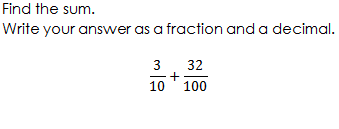 Find the sum.
Write your answer as a fraction and a decimal.
3/10 + 32/100